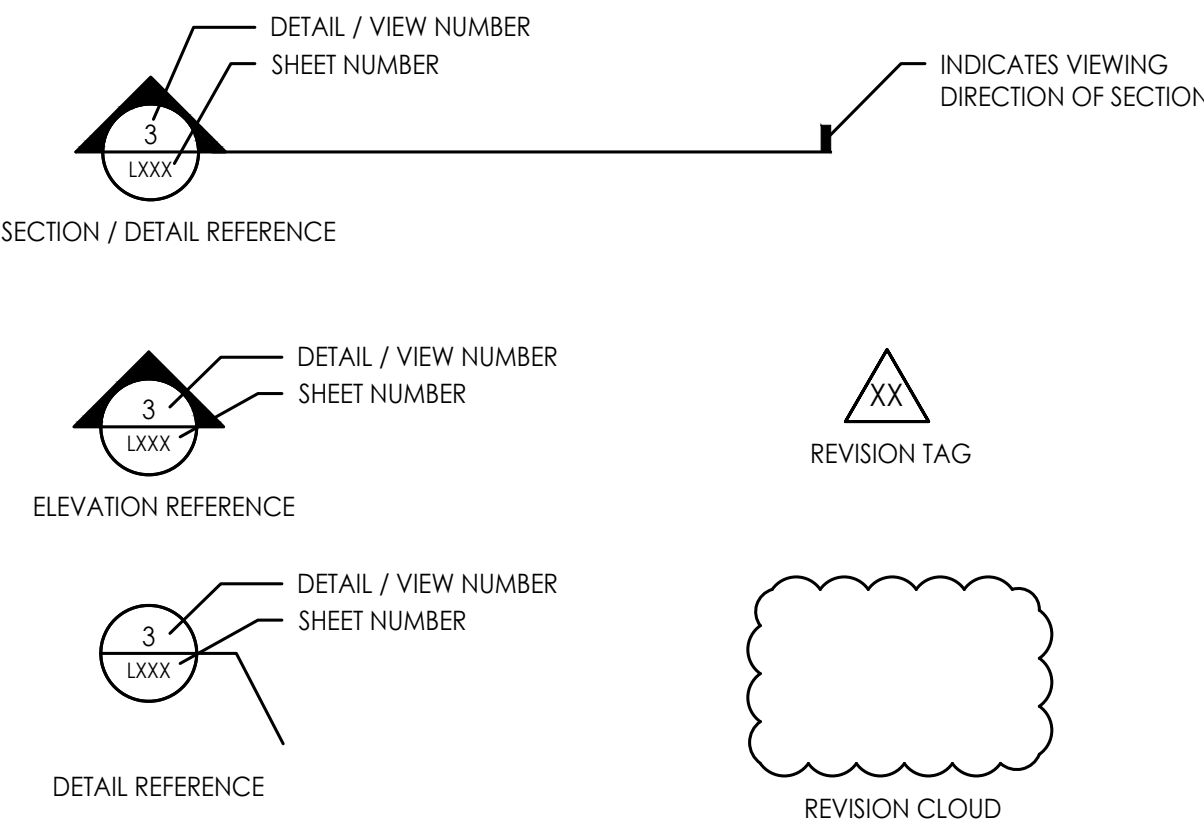 DETAIL / VIEW NUMBER
SHEET NUMBER
INDICATES VIEWING
DIRECTION OF SECTION
3
LXXX
SECTION / DETAIL REFERENCE
DETAIL / VIEW NUMBER
SHEET NUMBER
3
LXXX
ELEVATION REFERENCE
XX
REVISION TAG
DETAIL / VIEW NUMBER
SHEET NUMBER
3
LXXX
DETAIL REFERENCE
REVISION CLOUD